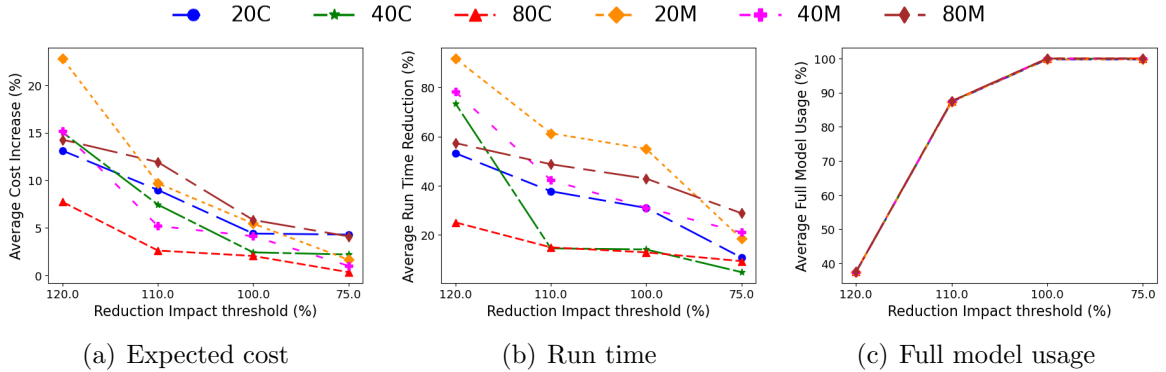 20C 40C 80C 20M 40M 80M
Average Cost Increase (%)
20
15
10
5
0
120.0 110.0 100.0 75.0
Reduction Impact threshold (%)
(a) Expected cost
Average Run Time Reduction (%)
80
60
40
20
120.0 110.0 100.0 75.0
Reduction Impact threshold (%)
(b) Run time
Average Full Model Usage (%)
100
90
80
70
60
50
40
120.0 110.0 100.0 75.0
Reduction Impact threshold (%)
(c) Full model usage